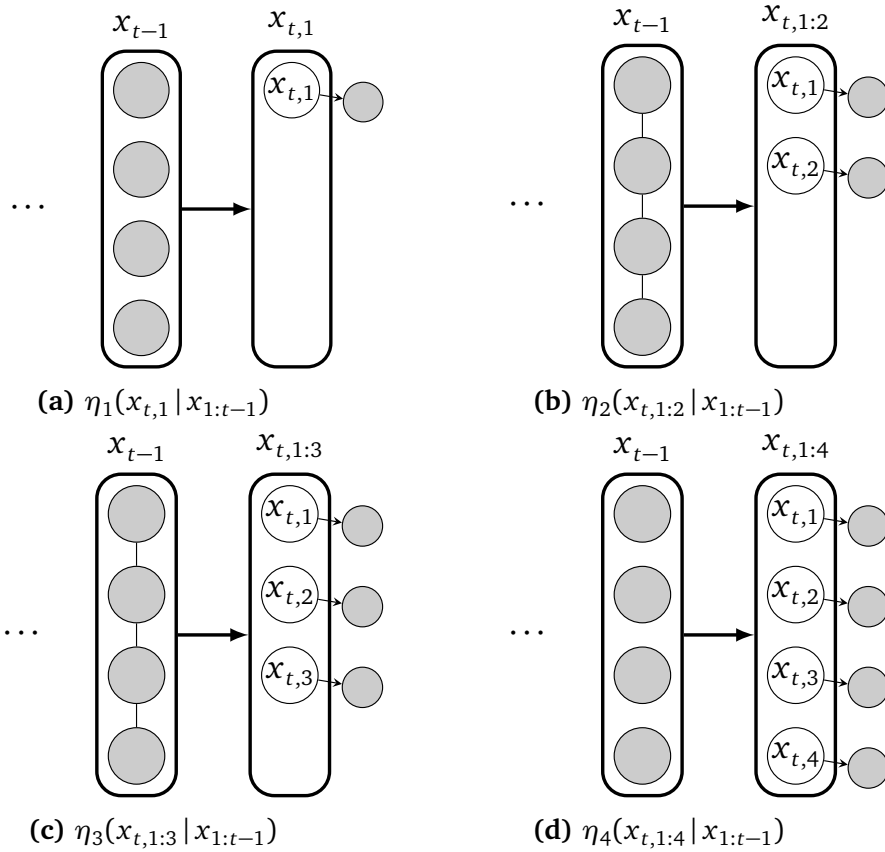 x_{t−1} x_{t,1}
x_{t,1}
···
(a) η_1(x_{t,1} | x_{1:t−1})
x_{t−1} x_{t,1:2}
x_{t,1}
x_{t,2}
···
(b) η_2(x_{t,1:2} | x_{1:t−1})
x_{t−1} x_{t,1:3}
x_{t,1}
x_{t,2}
x_{t,3}
···
(c) η_3(x_{t,1:3} | x_{1:t−1})
x_{t−1} x_{t,1:4}
x_{t,1}
x_{t,2}
x_{t,3}
x_{t,4}
···
(d) η_4(x_{t,1:4} | x_{1:t−1})